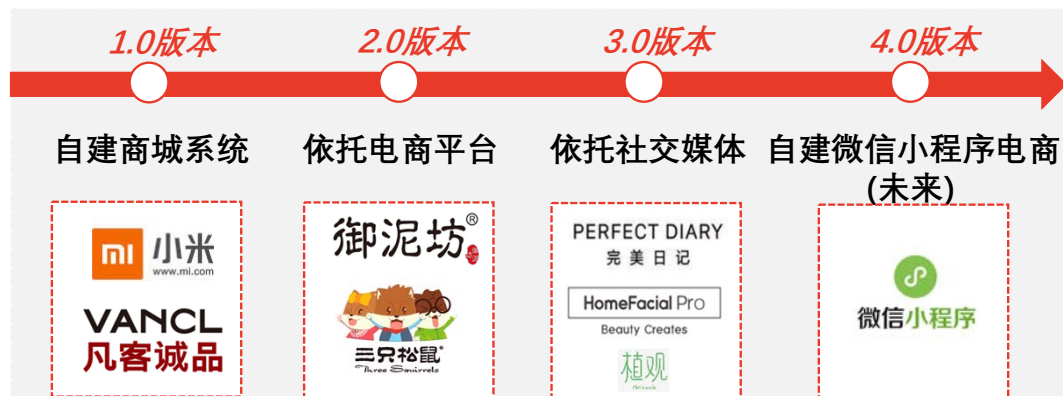 1.0版本
2.0版本
3.0版本
4.0版本
自建商城系统
依托电商平台
依托社交媒体
自建微信小程序电商
(未来)
mi
小米
www.mi.com
VANCL
凡客诚品
御泥坊®
三只松鼠
Three Squirrels
PERFECT DIARY
完美日记
HomeFacial Pro
Beauty Creates
植观
微信小程序